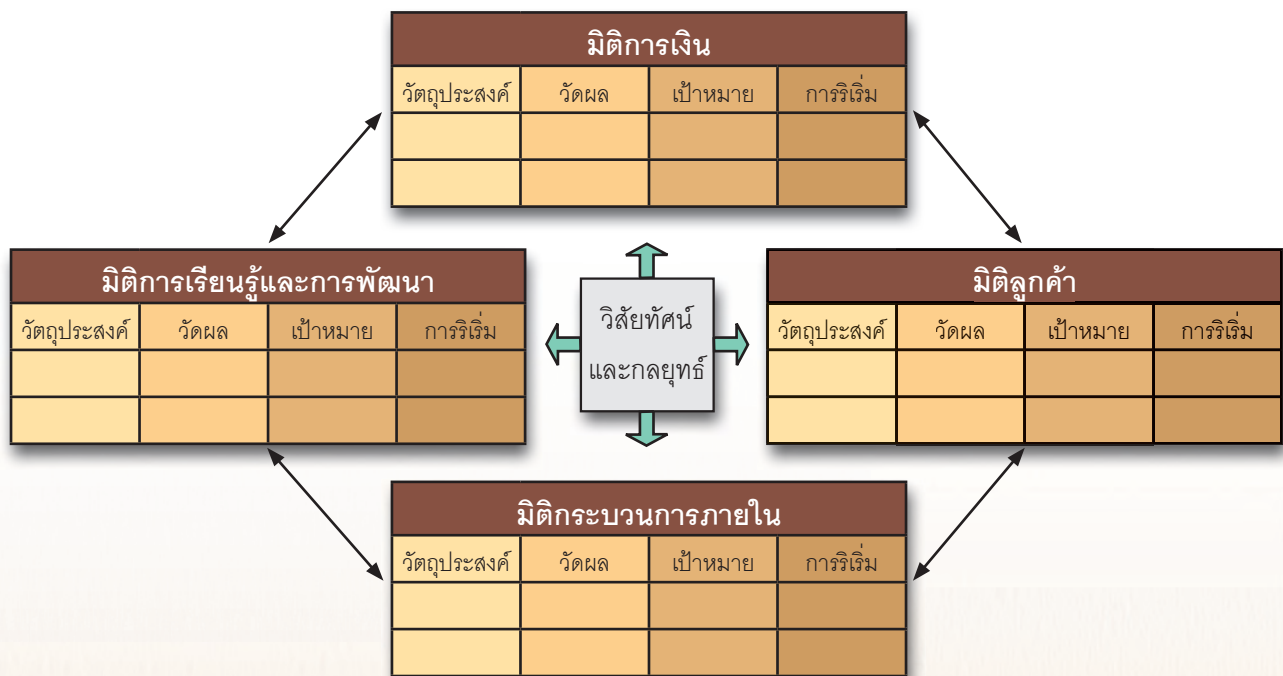 มิติการเงิน
วัตถุประสงค์ วัดผล เป้าหมาย การริเริ่ม
มิติการเรียนรู้และการพัฒนา
วัตถุประสงค์ วัดผล เป้าหมาย การริเริ่ม
วิสัยทัศน์
และกลยุทธ์
มิติลูกค้า
วัตถุประสงค์ วัดผล เป้าหมาย การริเริ่ม
มิติกระบวนการภายใน
วัตถุประสงค์ วัดผล เป้าหมาย การริเริ่ม